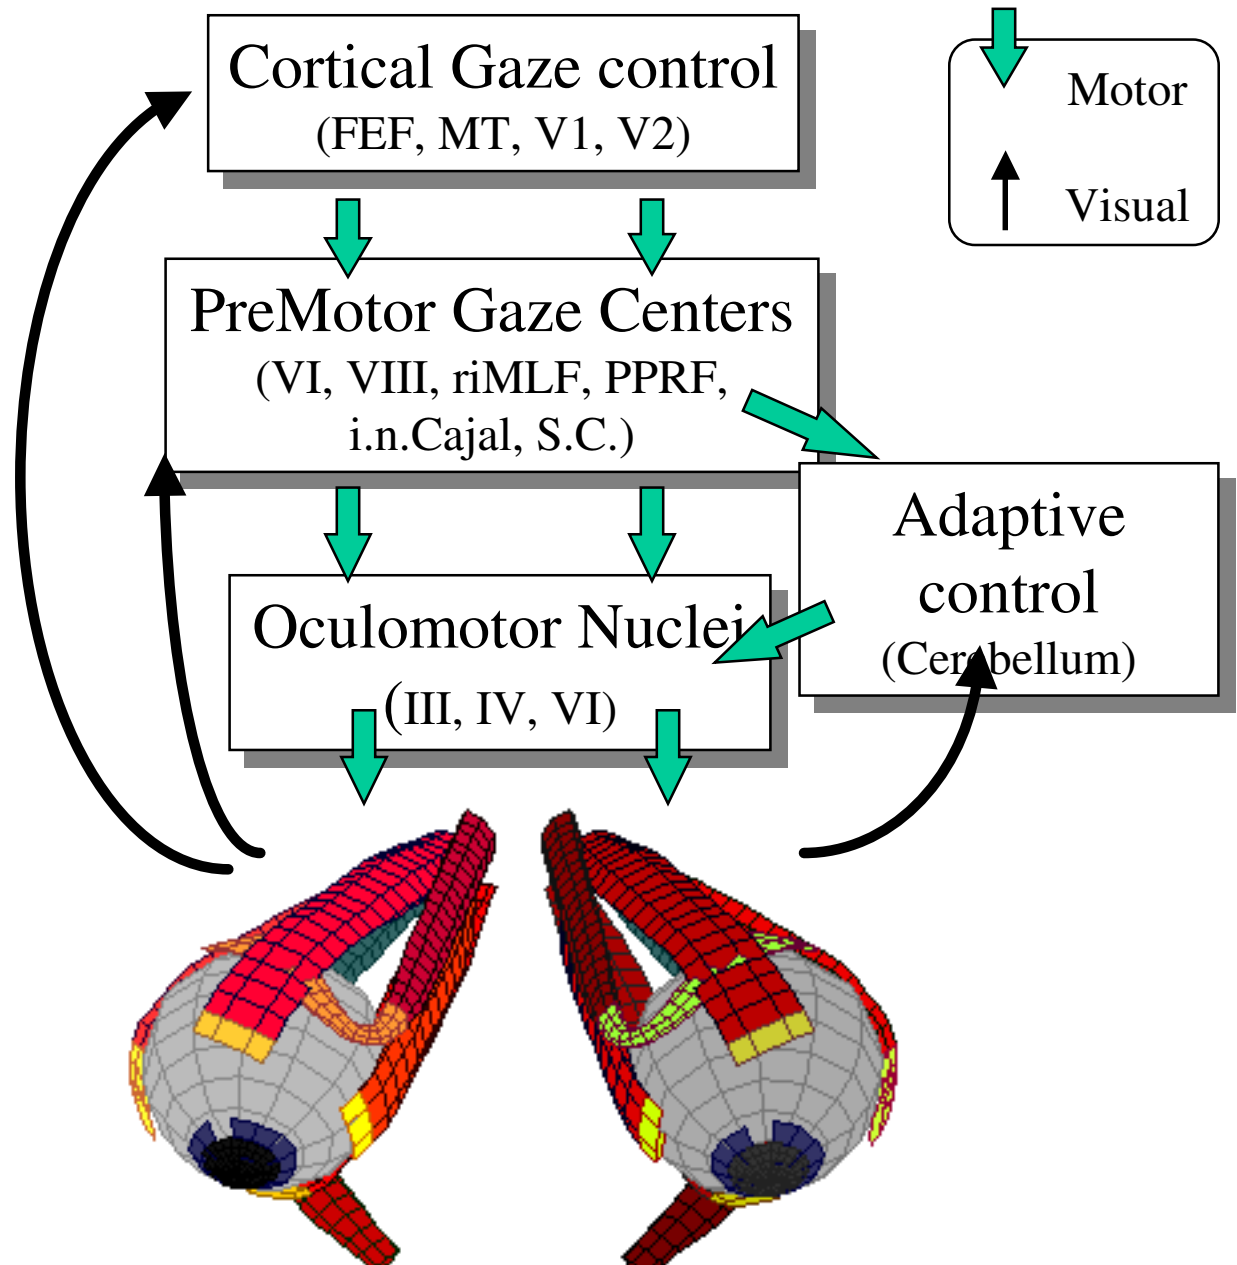 Cortical Gaze control
(FEF, MT, V1, V2)
Motor
Visual
PreMotor Gaze Centers
(VI, VIII, riMLF, PPRF,
i.n.Cajal, S.C.)
Adaptive
control
(Cerebellum)
Oculomotor Nuclei
(III, IV, VI)